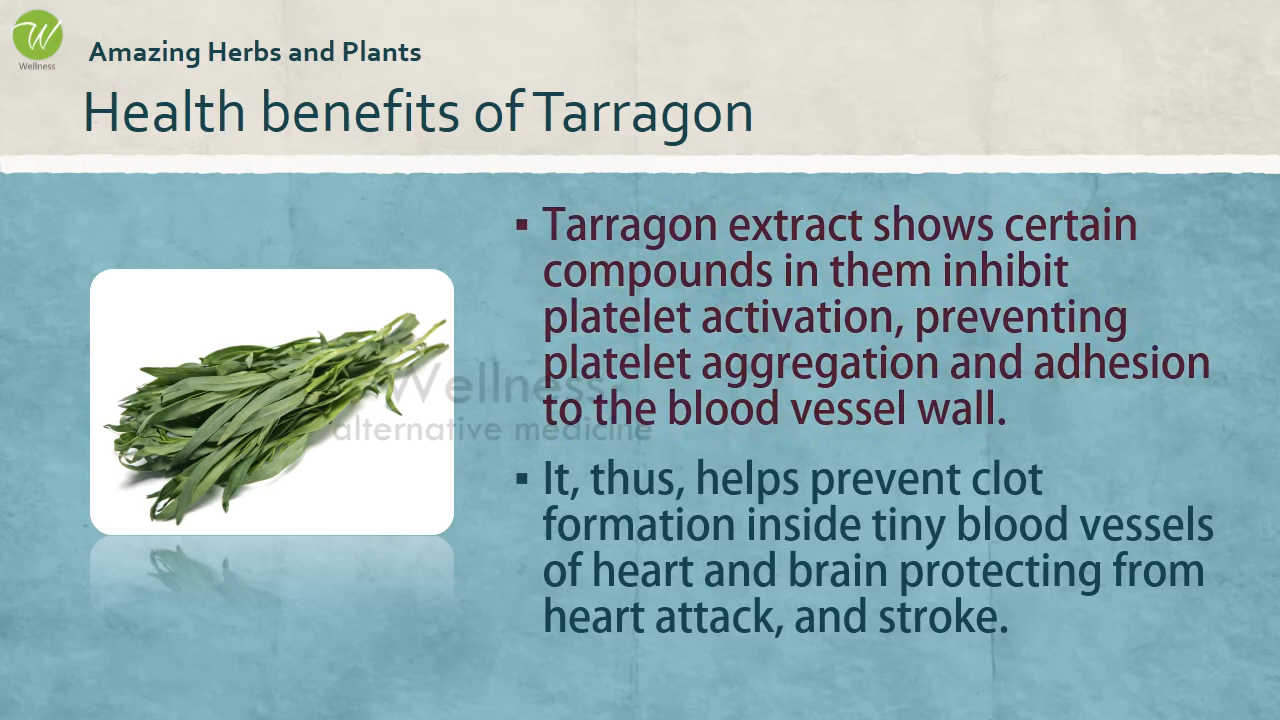 W
Wellness
Amazing Herbs and Plants
Health benefits of Tarragon
▪ Tarragon extract shows certain
compounds in them inhibit
platelet activation, preventing
platelet aggregation and adhesion
to the blood vessel wall.
▪ It, thus, helps prevent clot
formation inside tiny blood vessels
of heart and brain protecting from
heart attack, and stroke.
Wellness
alternative medicine